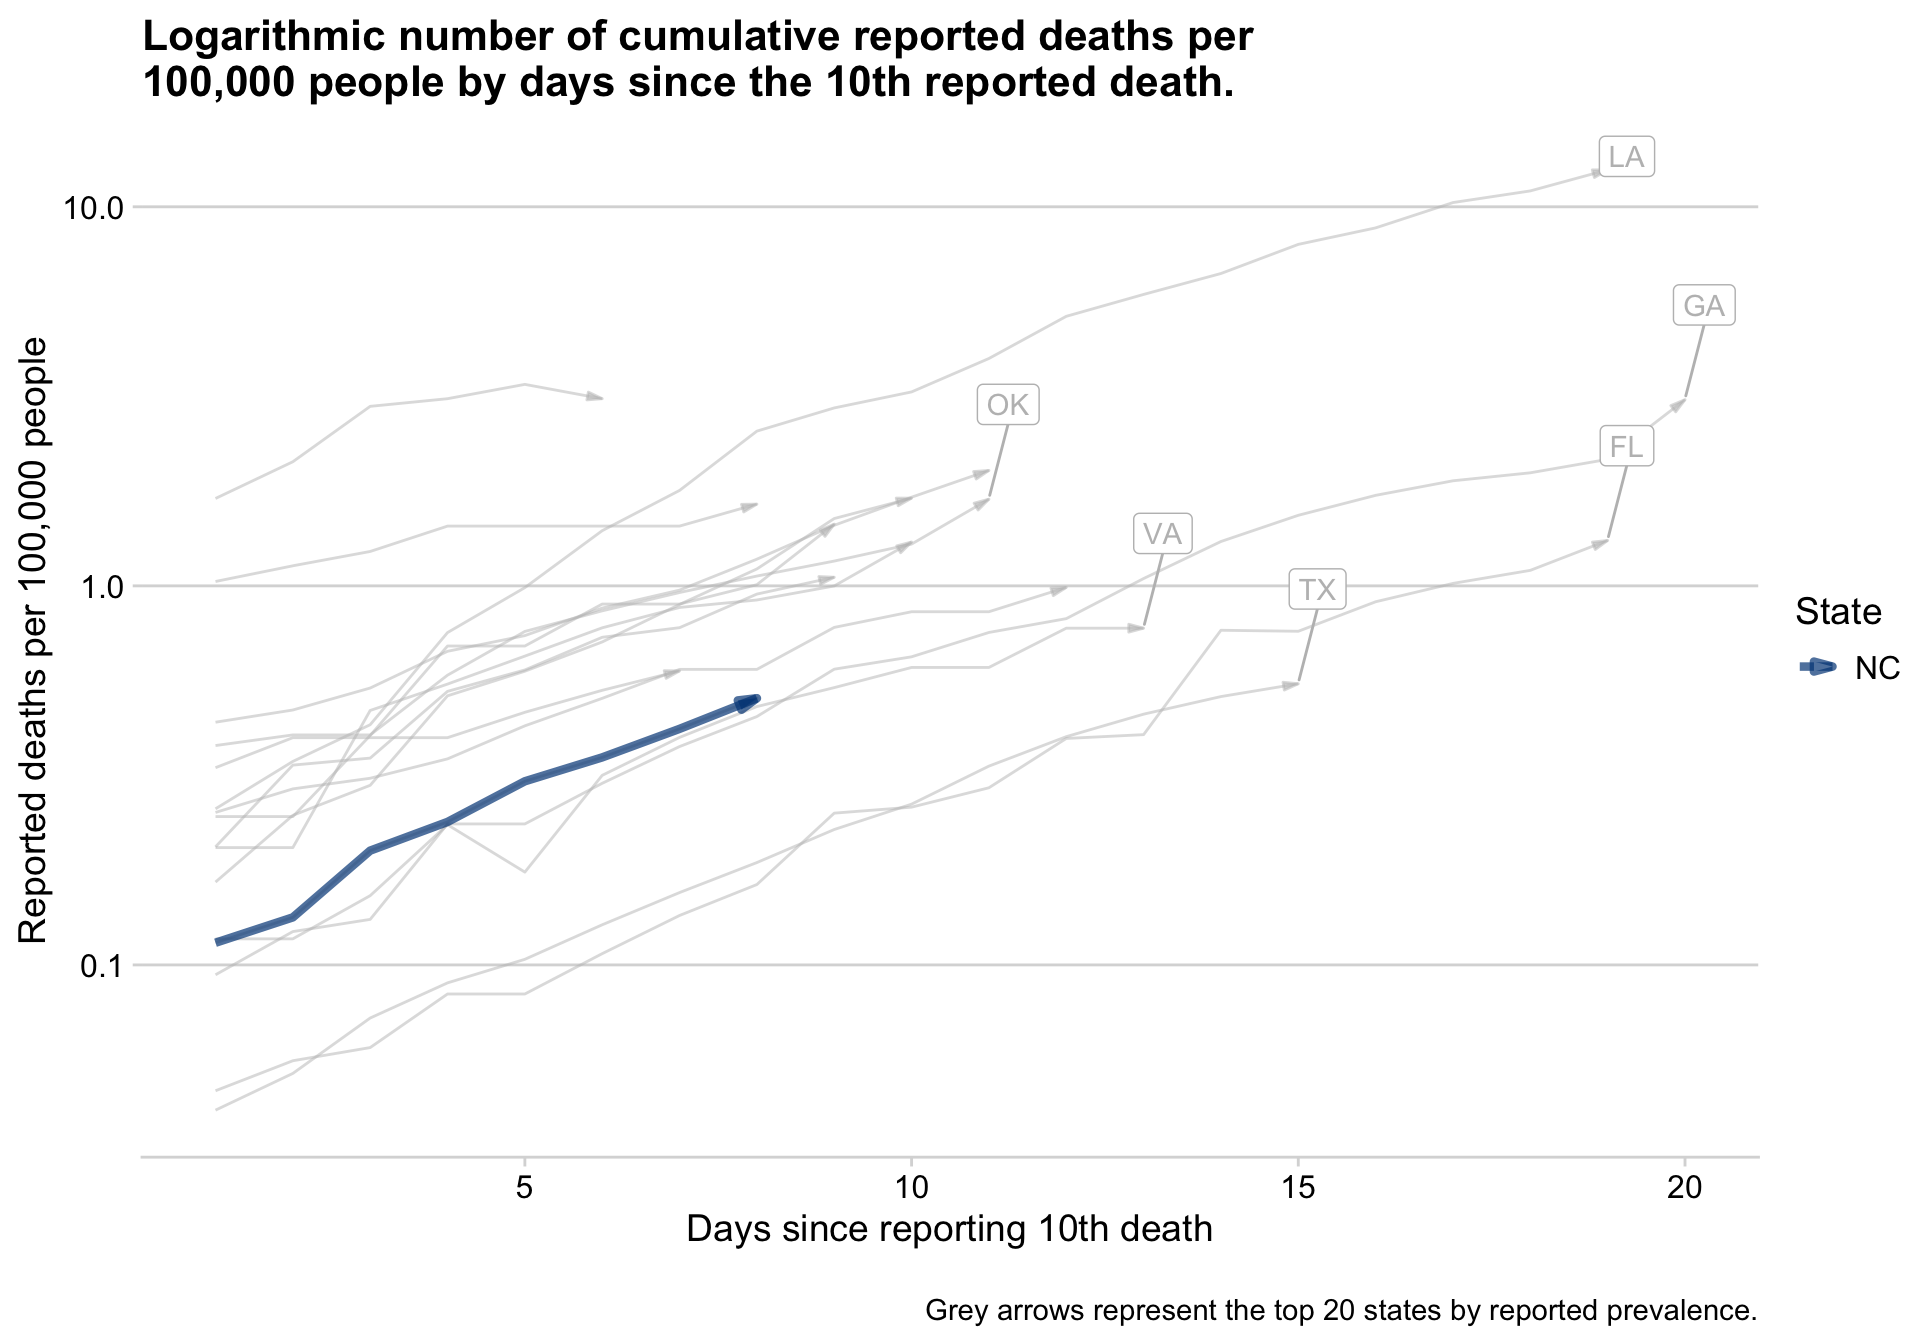 Logarithmic number of cumulative reported deaths per
100,000 people by days since the 10th reported death.
LA
10.0
GA
OK
FL
VA
1.0
TX
Reported deaths per 100,000 people
State
NC
0.1
5
10
15
20
Days since reporting 10th death
Grey arrows represent the top 20 states by reported prevalence.